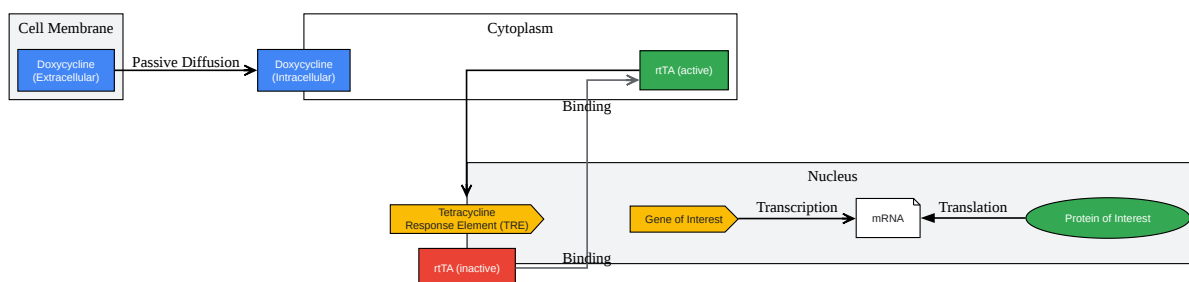 Cell Membrane
Cytoplasm
Doxycycline
(Extracellular)
Passive Diffusion
Doxycycline
(Intracellular)
rtTA (active)
Binding
Nucleus
Tetracycline
Response Element (TRE)
Gene of Interest
Transcription
mRNA
Translation
Protein of Interest
rtTA (inactive)
Binding